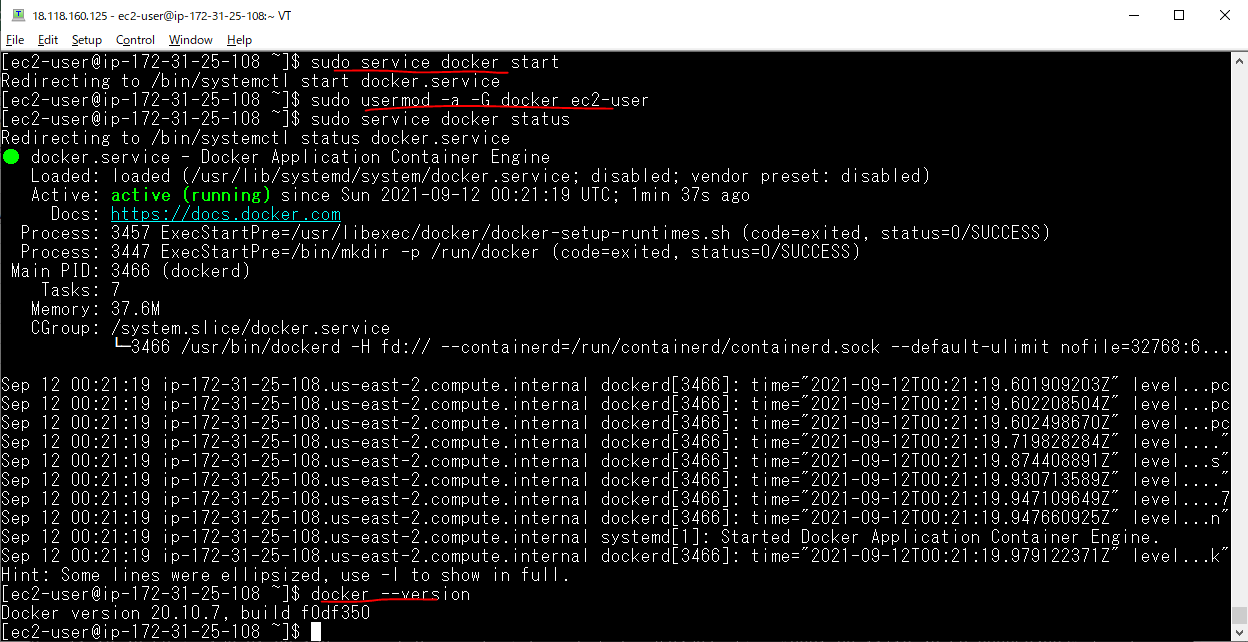 18.118.160.125 - ec2-user@ip-172-31-25-108:~ VT
File Edit Setup Control Window Help
[ec2-user@ip-172-31-25-108 ~]$ sudo service docker start
Redirecting to /bin/systemctl start docker.service
[ec2-user@ip-172-31-25-108 ~]$ sudo usermod -a -G docker ec2-user
[ec2-user@ip-172-31-25-108 ~]$ sudo service docker status
Redirecting to /bin/systemctl status docker.service
● docker.service - Docker Application Container Engine
Loaded: loaded (/usr/lib/systemd/system/docker.service; disabled; vendor preset: disabled)
Active: active (running) since Sun 2021-09-12 00:21:19 UTC; 1min 37s ago
Docs: https://docs.docker.com
Process: 3457 ExecStartPre=/usr/libexec/docker/docker-setup-runtimes.sh (code=exited, status=0/SUCCESS)
Process: 3447 ExecStartPre=/bin/mkdir -p /run/docker (code=exited, status=0/SUCCESS)
Main PID: 3466 (dockerd)
Tasks: 7
Memory: 37.6M
CGroup: /system.slice/docker.service
└─3466 /usr/bin/dockerd -H fd:// --containerd=/run/containerd/containerd.sock --default-ulimit nofile=32768:6...
Sep 12 00:21:19 ip-172-31-25-108.us-east-2.compute.internal dockerd[3466]: time="2021-09-12T00:21:19.601909203Z" level...pc
Sep 12 00:21:19 ip-172-31-25-108.us-east-2.compute.internal dockerd[3466]: time="2021-09-12T00:21:19.602208504Z" level...pc
Sep 12 00:21:19 ip-172-31-25-108.us-east-2.compute.internal dockerd[3466]: time="2021-09-12T00:21:19.602498670Z" level...pc
Sep 12 00:21:19 ip-172-31-25-108.us-east-2.compute.internal dockerd[3466]: time="2021-09-12T00:21:19.719828284Z" level...."
Sep 12 00:21:19 ip-172-31-25-108.us-east-2.compute.internal dockerd[3466]: time="2021-09-12T00:21:19.874408891Z" level...s"
Sep 12 00:21:19 ip-172-31-25-108.us-east-2.compute.internal dockerd[3466]: time="2021-09-12T00:21:19.930713589Z" level...."
Sep 12 00:21:19 ip-172-31-25-108.us-east-2.compute.internal dockerd[3466]: time="2021-09-12T00:21:19.947109649Z" level....7
Sep 12 00:21:19 ip-172-31-25-108.us-east-2.compute.internal dockerd[3466]: time="2021-09-12T00:21:19.947660925Z" level...n"
Sep 12 00:21:19 ip-172-31-25-108.us-east-2.compute.internal systemd[1]: Started Docker Application Container Engine.
Sep 12 00:21:19 ip-172-31-25-108.us-east-2.compute.internal dockerd[3466]: time="2021-09-12T00:21:19.979122371Z" level...k"
Hint: Some lines were ellipsized, use -l to show in full.
[ec2-user@ip-172-31-25-108 ~]$ docker --version
Docker version 20.10.7, build f0df350
[ec2-user@ip-172-31-25-108 ~]$